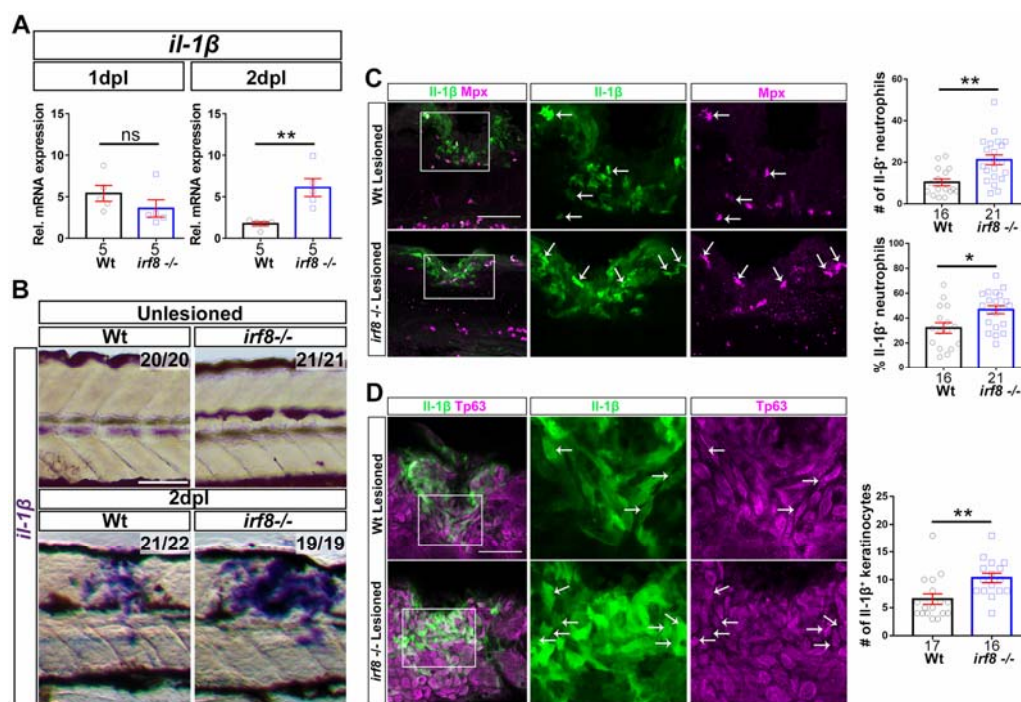 A
il-1β
1dpl
2dpl
Rel. mRNA expression
15
10
5
0
ns
5
5
Wt
irf8 -/-
Rel. mRNA expression
15
10
5
0
**
5
5
Wt
irf8 -/-
B
Unlesioned
Wt
irf8-/-
20/20
21/21
il-1β
2dpl
Wt
irf8-/-
21/22
19/19
C
Il-1β Mpx
Il-1β
Mpx
Wt Lesioned
irf8 -/- Lesioned
# of Il-β+ neutrophils
60
40
20
0
**
16
21
Wt
irf8 -/-
% Il-1β+ neutrophils
100
80
60
40
20
0
*
16
21
Wt
irf8 -/-
D
Il-1β Tp63
Il-1β
Tp63
Wt Lesioned
irf8 -/- Lesioned
# of Il-1β+ keratinocytes
25
20
15
10
5
0
**
17
16
Wt
irf8 -/-